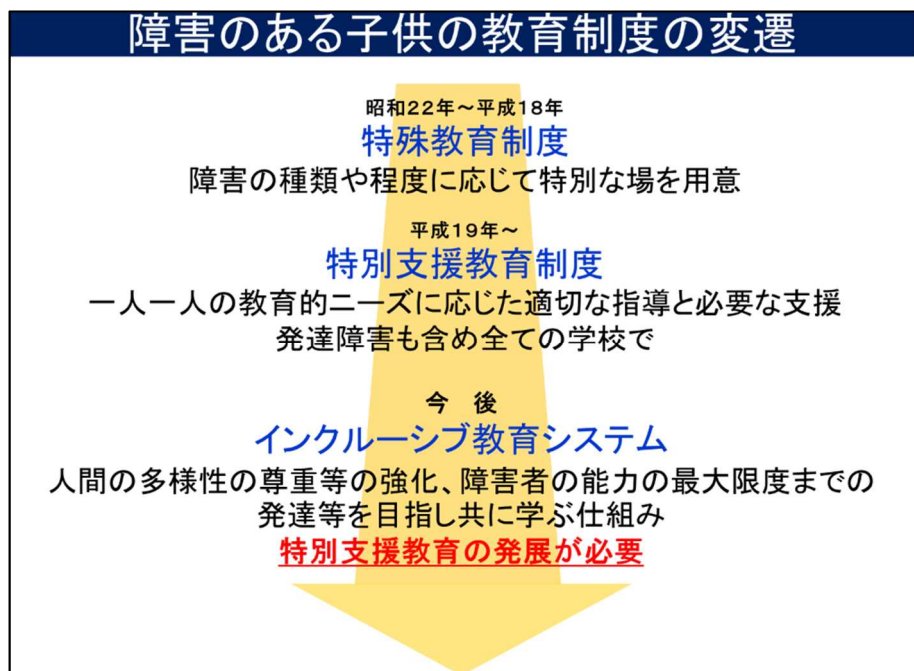 障害のある子供の教育制度の変遷
昭和22年～平成18年
特殊教育制度
障害の種類や程度に応じて特別な場を用意
平成19年～
特別支援教育制度
一人一人の教育的ニーズに応じた適切な指導と必要な支援
発達障害も含め全ての学校で
今　後
インクルーシブ教育システム
人間の多様性の尊重等の強化、障害者の能力の最大限度までの
発達等を目指し共に学ぶ仕組み
特別支援教育の発展が必要